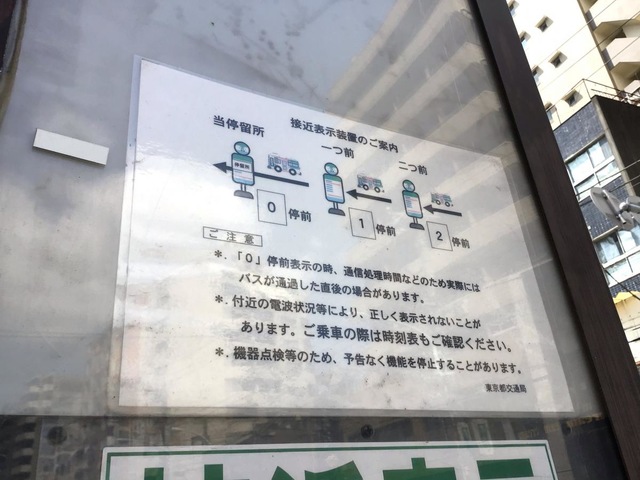 接近表示装置のご案内
当停留所
一つ前
二つ前
停留所
0 停前
1 停前
2 停前
ご注意
*.「0」停前表示の時、通信処理時間などのため実際には
バスが通過した直後の場合があります。
*.付近の電波状況等により、正しく表示されないことが
あります。ご乗車の際は時刻表もご確認ください。
*.機器点検等のため、予告なく機能を停止することがあります。
東京都交通局